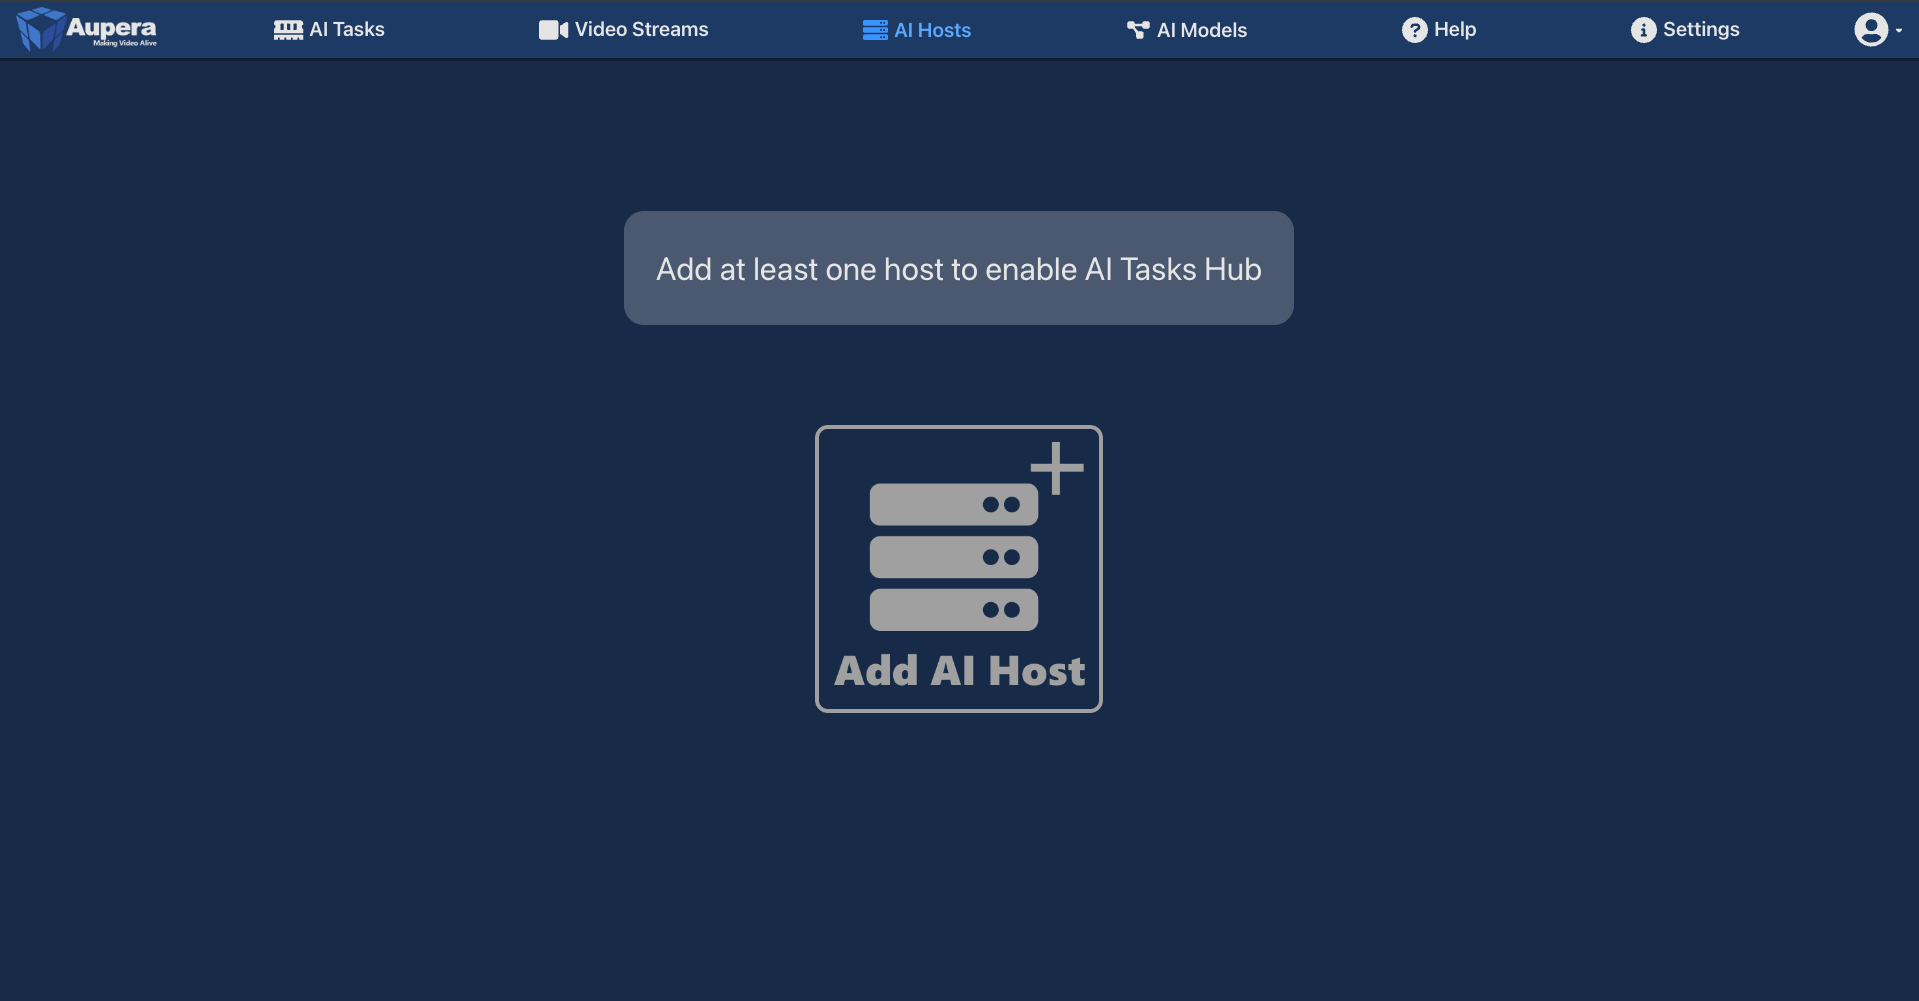 Aupera
Making Video Alive
AI Tasks
Video Streams
AI Hosts
AI Models
Help
Settings
Add at least one host to enable AI Tasks Hub
Add AI Host